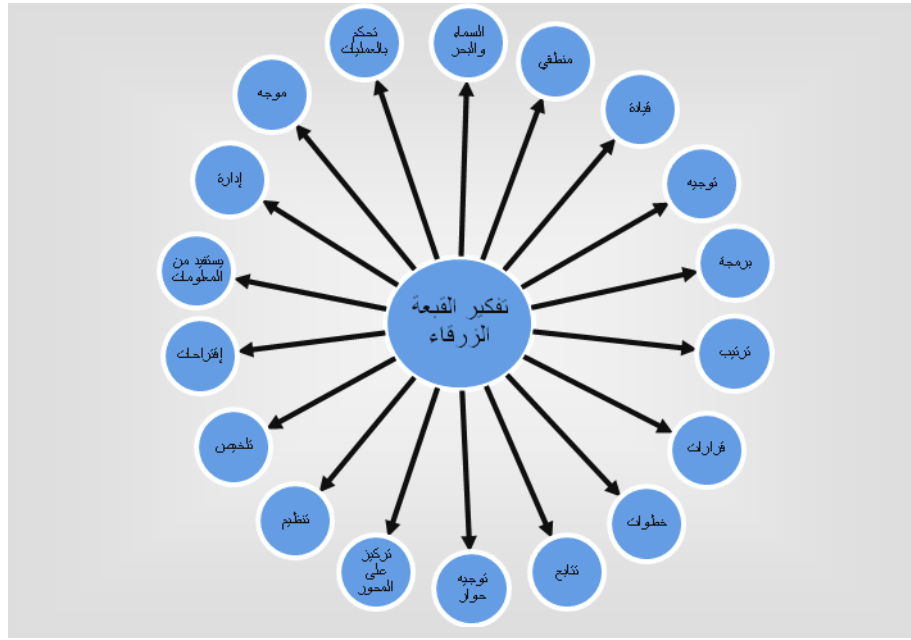 تفكير القبعة
الزرقاء
السماء
والبحر
منطقي
قيادة
توجيه
برمجة
ترتيب
قرارات
خطوات
تتابع
توجيه
حوار
تركيز
على
المحور
تنظيم
تلخيص
إقتراحات
يستفيد من
المعلومات
إدارة
موجه
تحكم
بالعمليات